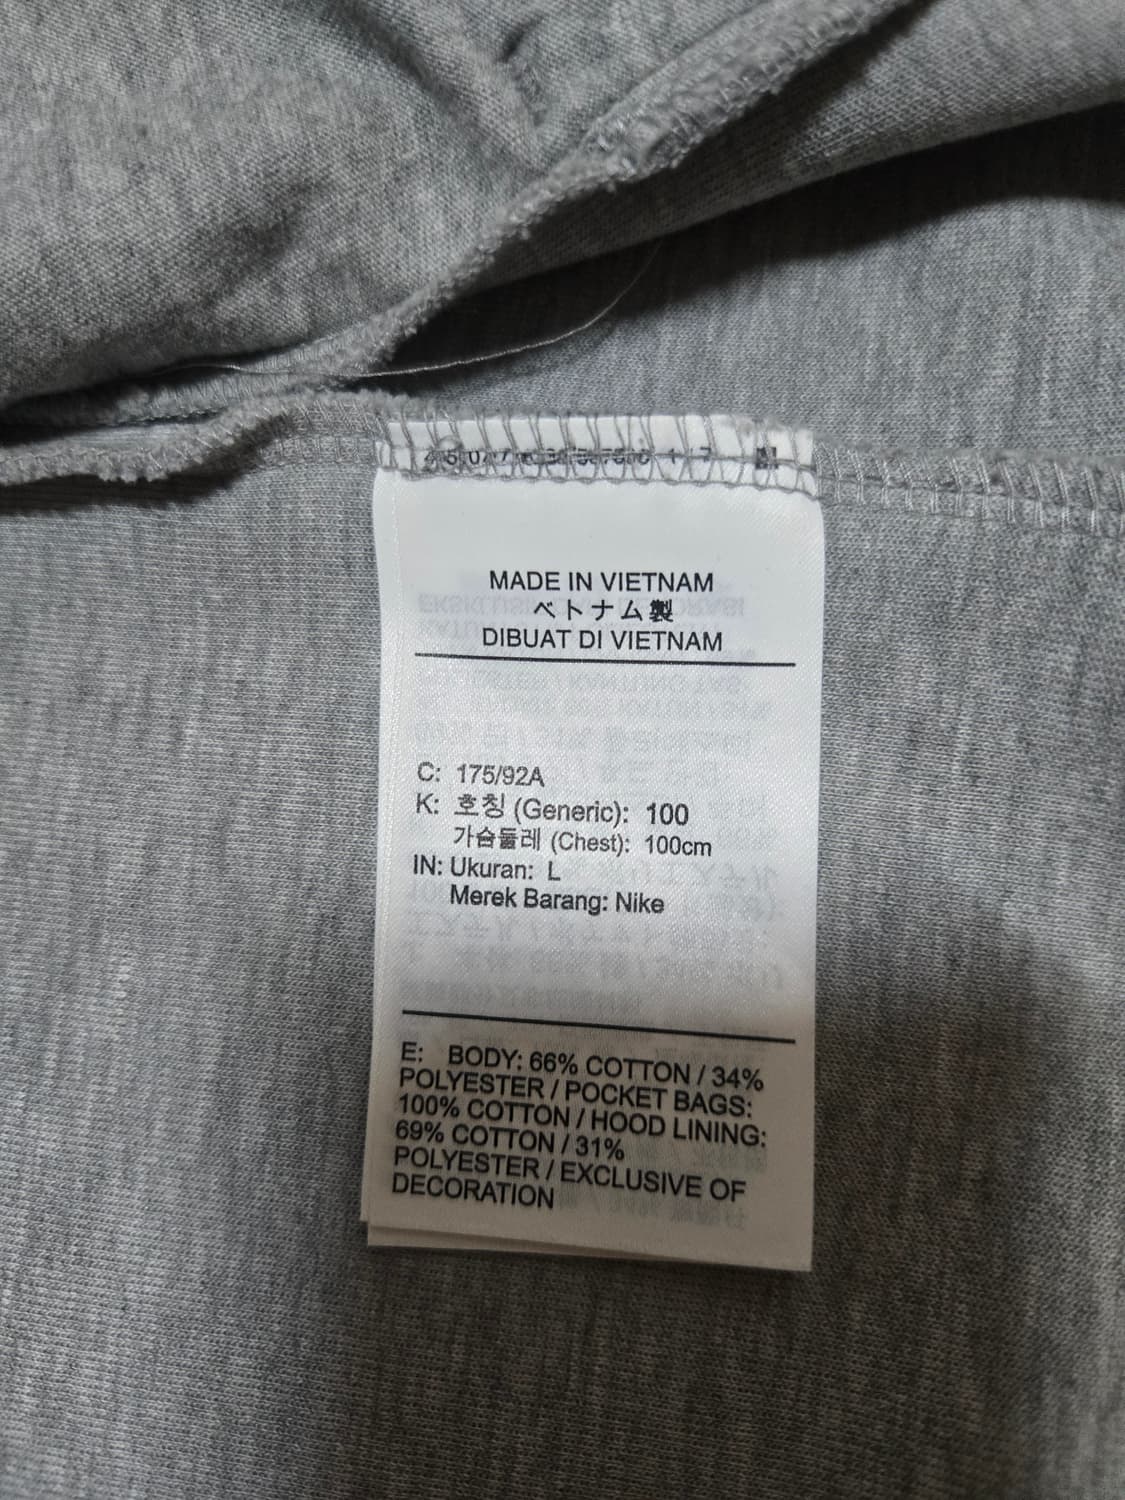 MADE IN VIETNAM
ベトナム製
DIBUAT DI VIETNAM
C: 175/92A
K: 호칭 (Generic): 100
가슴둘레 (Chest): 100cm
IN: Ukuran: L
Merek Barang: Nike
E: BODY: 66% COTTON / 34%
POLYESTER / POCKET BAGS:
100% COTTON / HOOD LINING:
69% COTTON / 31%
POLYESTER / EXCLUSIVE OF
DECORATION